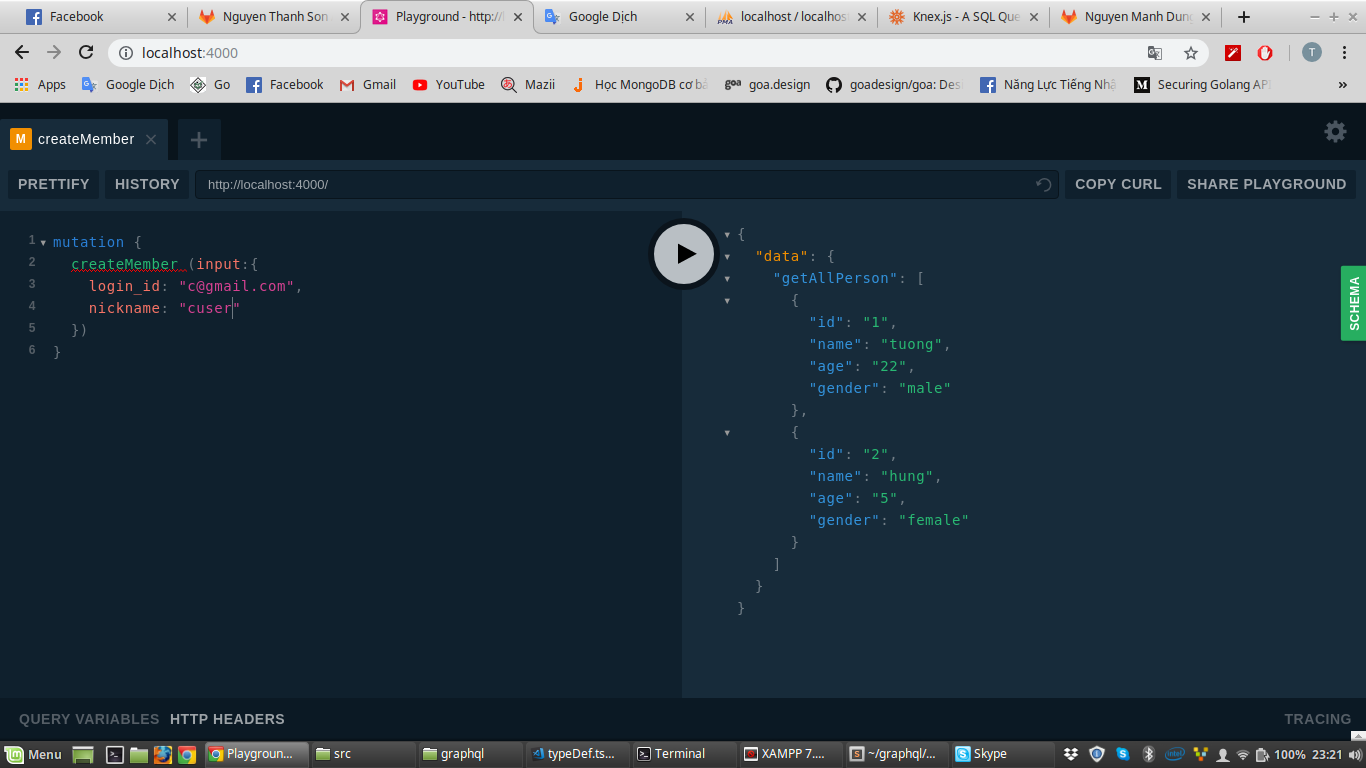 Facebook
Nguyen Thanh Son
Playground - http://l
Google Dịch
localhost / localhos
Knex.js - A SQL Que
Nguyen Manh Dung
localhost:4000
T
Apps
Google Dịch
Go
Facebook
Gmail
YouTube
Mazii
Học MongoDB cơ bả
goa
goa.design
goadesign/goa: Des
Năng Lực Tiếng Nhậ
Securing Golang API
»
M createMember
PRETTIFY
HISTORY
http://localhost:4000/
COPY CURL
SHARE PLAYGROUND
1 mutation {
2 createMember (input:{
3 login_id: "c@gmail.com",
4 nickname: "cuser"
5 })
6 }
{
"data": {
"getAllPerson": [
{
"id": "1",
"name": "tuong",
"age": "22",
"gender": "male"
},
{
"id": "2",
"name": "hung",
"age": "5",
"gender": "female"
}
]
}
}
SCHEMA
QUERY VARIABLES
HTTP HEADERS
TRACING
Menu
Playgroun...
src
graphql
typeDef.ts...
Terminal
XAMPP 7....
~/graphql/...
Skype
100%
23:21